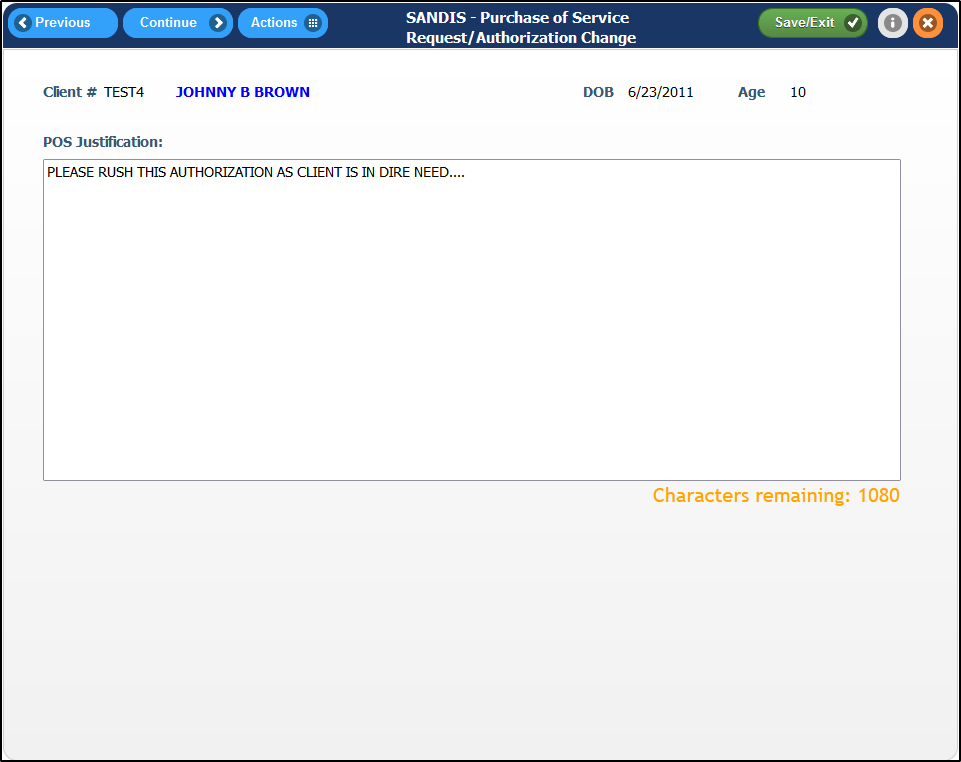 Previous
Continue
Actions
SANDIS - Purchase of Service
Request/Authorization Change
Save/Exit
Client # TEST4 JOHNNY B BROWN DOB 6/23/2011 Age 10
POS Justification:
PLEASE RUSH THIS AUTHORIZATION AS CLIENT IS IN DIRE NEED....
Characters remaining: 1080